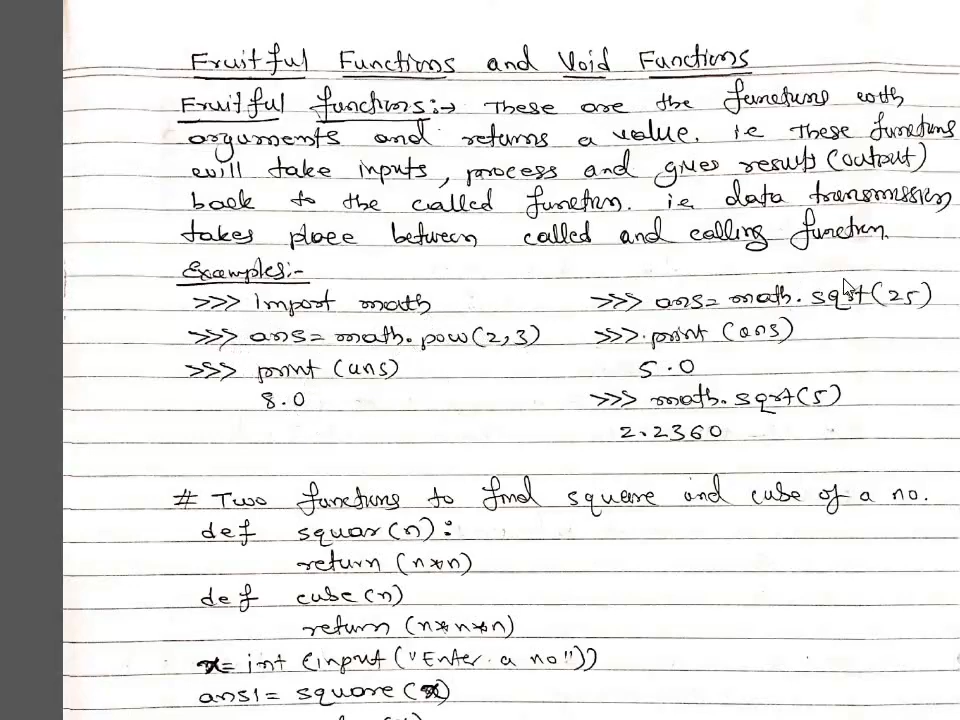 Fruitful Functions and Void Functions
Fruitful functions:→ These are the functions with
arguments and returns a value. i.e These functions
will take inputs, process and gives results (output)
back to the called function. i.e data transmission
takes place between called and calling function.
Examples:-
>>> import math
>>> ans= math.pow(2,3)
>>> print (ans)
8.0
>>> ans= math.sqrt(25)
>>> print (ans)
5.0
>>> math.sqrt(5)
2.2360
# Two functions to find square and cube of a no.
def squar(n):
return (n*n)
def cube(n)
return (n*n*n)
x= int (input("Enter a no"))
ans1= square(x)